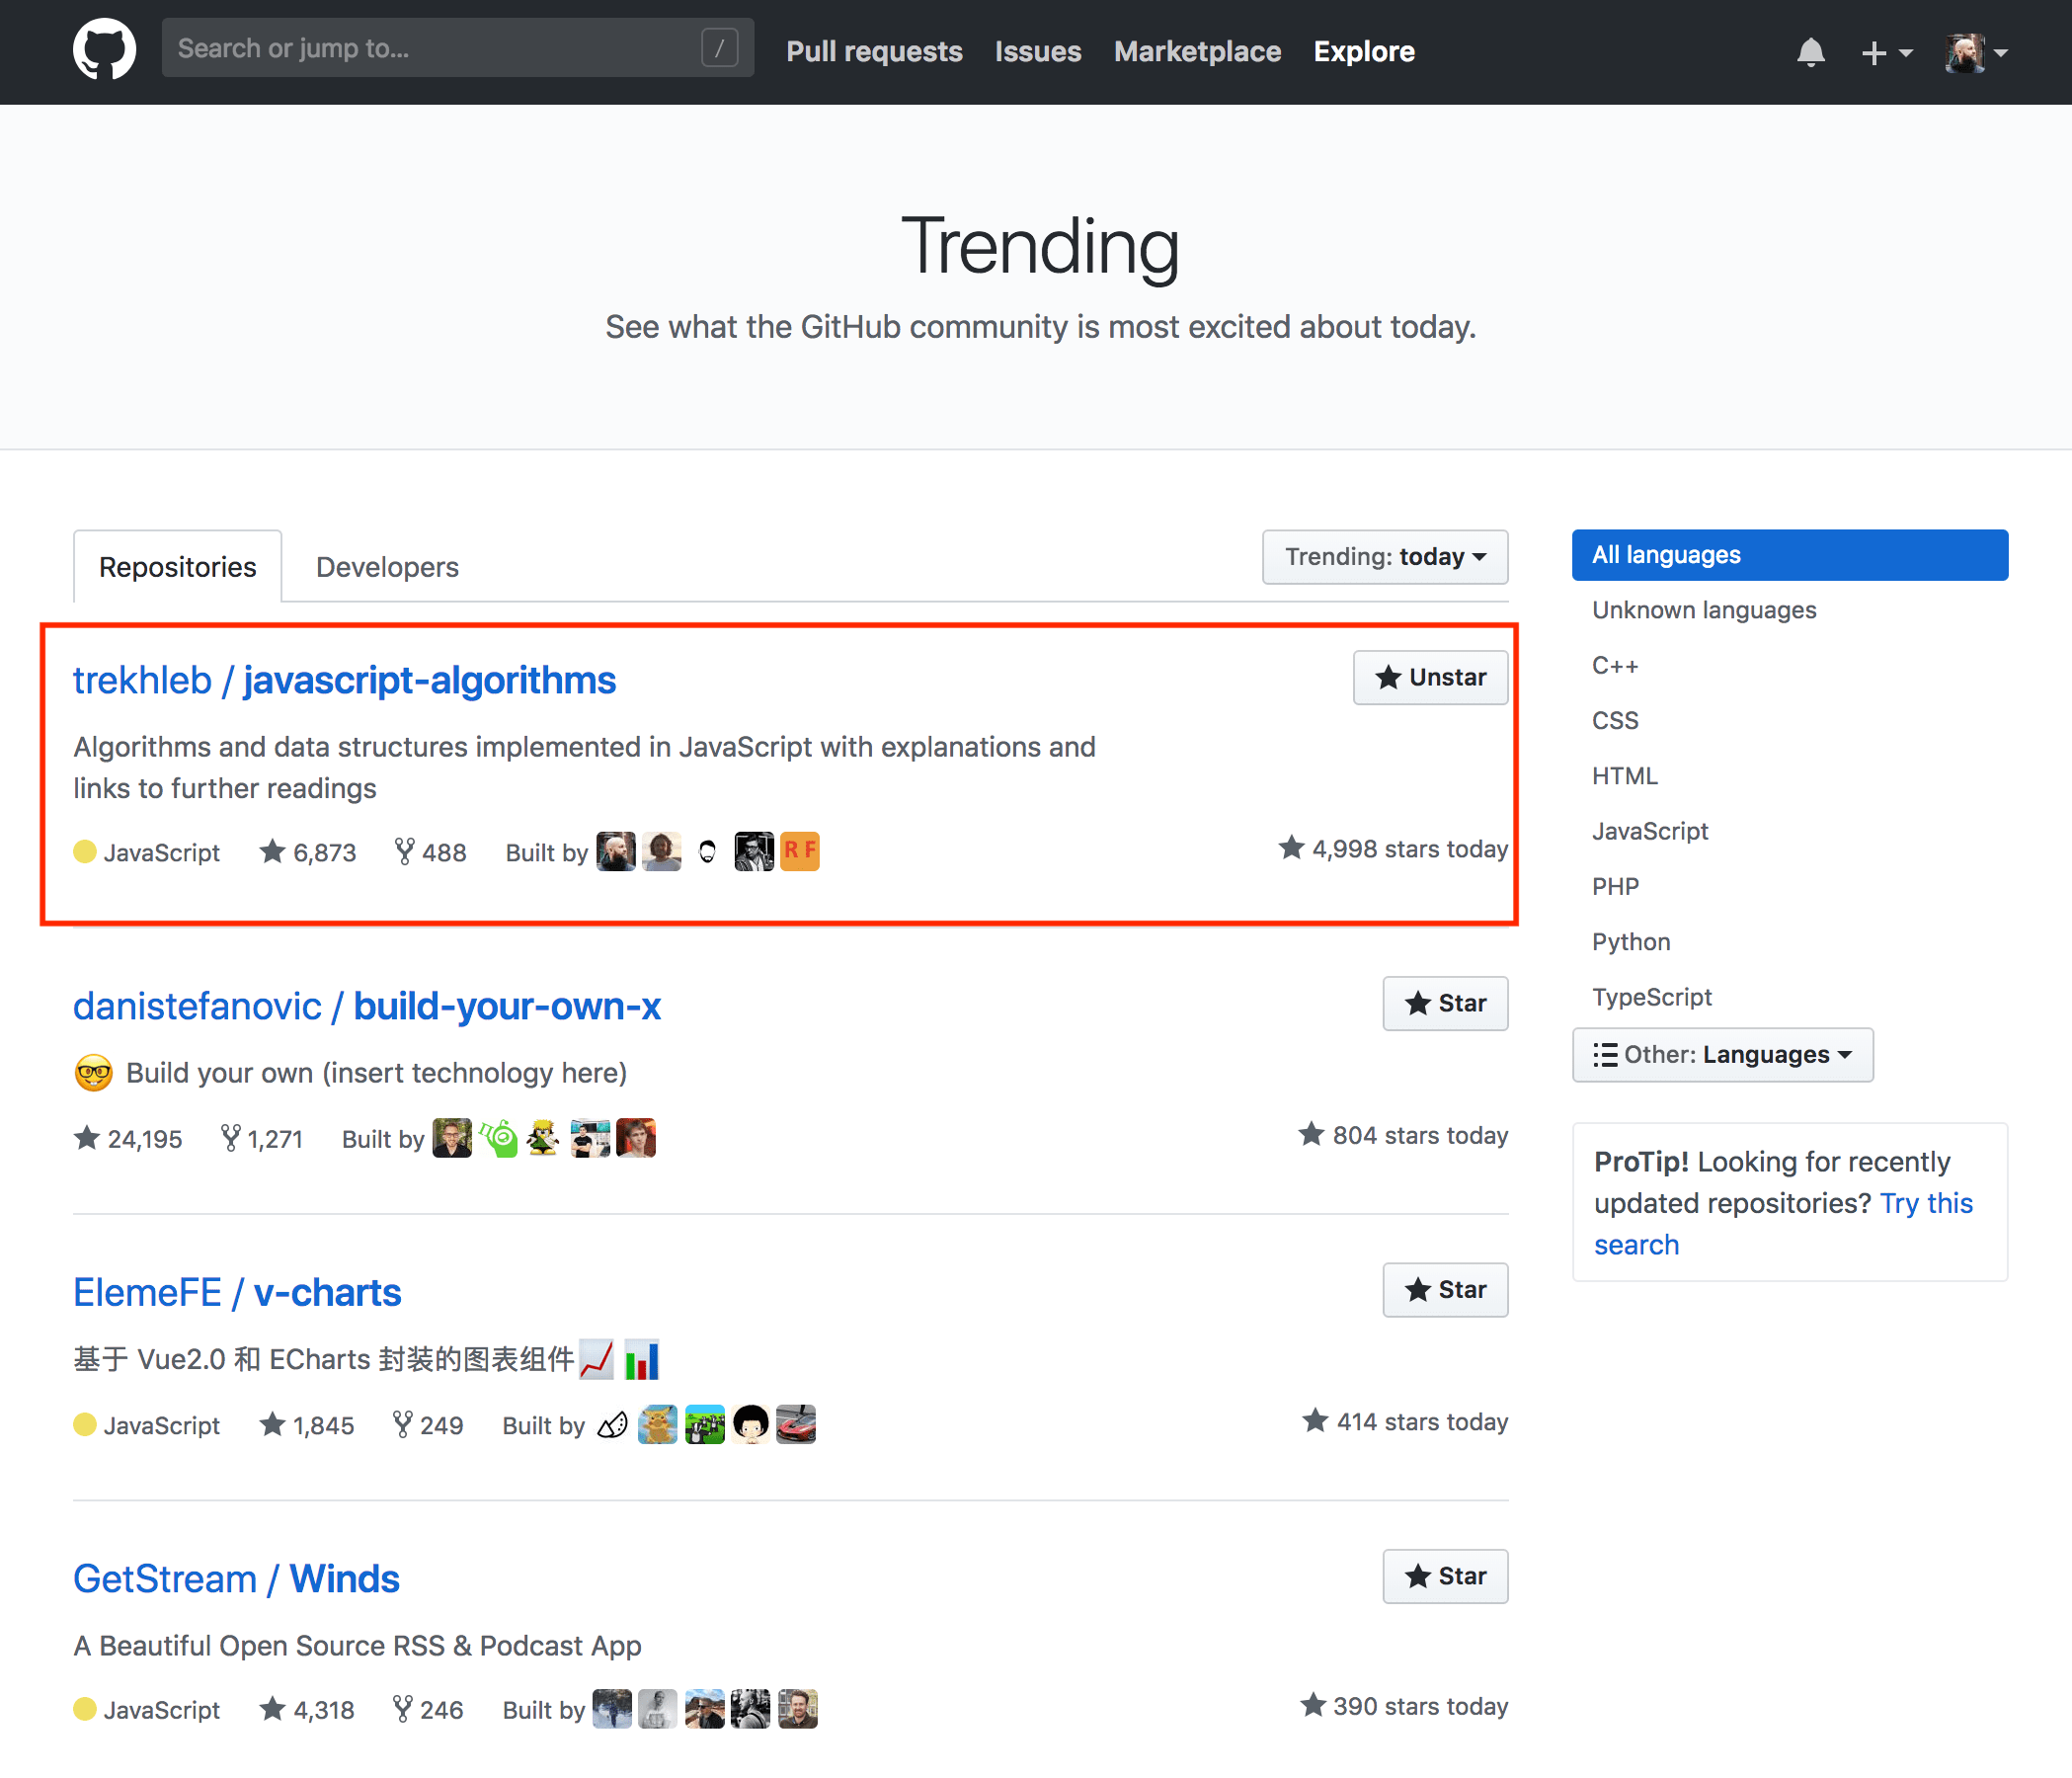 Search or jump to... /
Pull requests Issues Marketplace Explore
Trending
See what the GitHub community is most excited about today.
Repositories Developers Trending: today
trekhleb / javascript-algorithms Unstar
Algorithms and data structures implemented in JavaScript with explanations and
links to further readings
JavaScript 6,873 488 Built by RF 4,998 stars today
danistefanovic / build-your-own-x Star
🤓 Build your own (insert technology here)
24,195 1,271 Built by 804 stars today
ElemeFE / v-charts Star
基于 Vue2.0 和 ECharts 封装的图表组件📈📊
JavaScript 1,845 249 Built by 414 stars today
GetStream / Winds Star
A Beautiful Open Source RSS & Podcast App
JavaScript 4,318 246 Built by 390 stars today
All languages
Unknown languages
C++
CSS
HTML
JavaScript
PHP
Python
TypeScript
Other: Languages
ProTip! Looking for recently
updated repositories? Try this
search